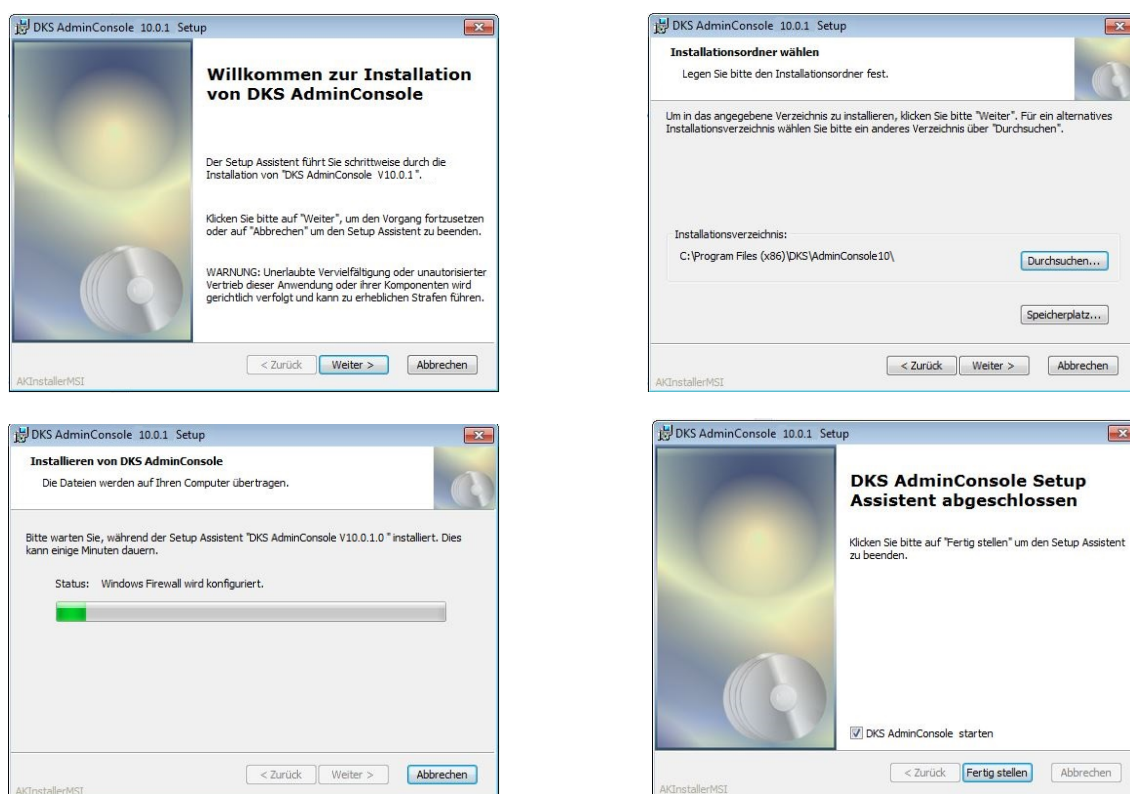 DKS AdminConsole 10.0.1 Setup
Willkommen zur Installation
von DKS AdminConsole
Der Setup Assistent führt Sie schrittweise durch die
Installation von "DKS AdminConsole V10.0.1".
Klicken Sie bitte auf "Weiter", um den Vorgang fortzusetzen
oder auf "Abbrechen" um den Setup Assistent zu beenden.
WARNUNG: Unerlaubte Vervielfältigung oder unautorisierter
Vertrieb dieser Anwendung oder ihrer Komponenten wird
gerichtlich verfolgt und kann zu erheblichen Strafen führen.
< Zurück Weiter > Abbrechen
AKInstallerMSI
DKS AdminConsole 10.0.1 Setup
Installationsordner wählen
Legen Sie bitte den Installationsordner fest.
Um in das angegebene Verzeichnis zu installieren, klicken Sie bitte "Weiter". Für ein alternatives
Installationsverzeichnis wählen Sie bitte ein anderes Verzeichnis über "Durchsuchen".
Installationsverzeichnis:
C:\Program Files (x86)\DKS\AdminConsole10\
Durchsuchen...
Speicherplatz...
< Zurück Weiter > Abbrechen
AKInstallerMSI
DKS AdminConsole 10.0.1 Setup
Installieren von DKS AdminConsole
Die Dateien werden auf Ihren Computer übertragen.
Bitte warten Sie, während der Setup Assistent "DKS AdminConsole V10.0.1.0 " installiert. Dies
kann einige Minuten dauern.
Status: Windows Firewall wird konfiguriert.
< Zurück Weiter > Abbrechen
AKInstallerMSI
DKS AdminConsole 10.0.1 Setup
DKS AdminConsole Setup
Assistent abgeschlossen
Klicken Sie bitte auf "Fertig stellen" um den Setup Assistent
zu beenden.
DKS AdminConsole starten
< Zurück Fertig stellen Abbrechen
AKInstallerMSI